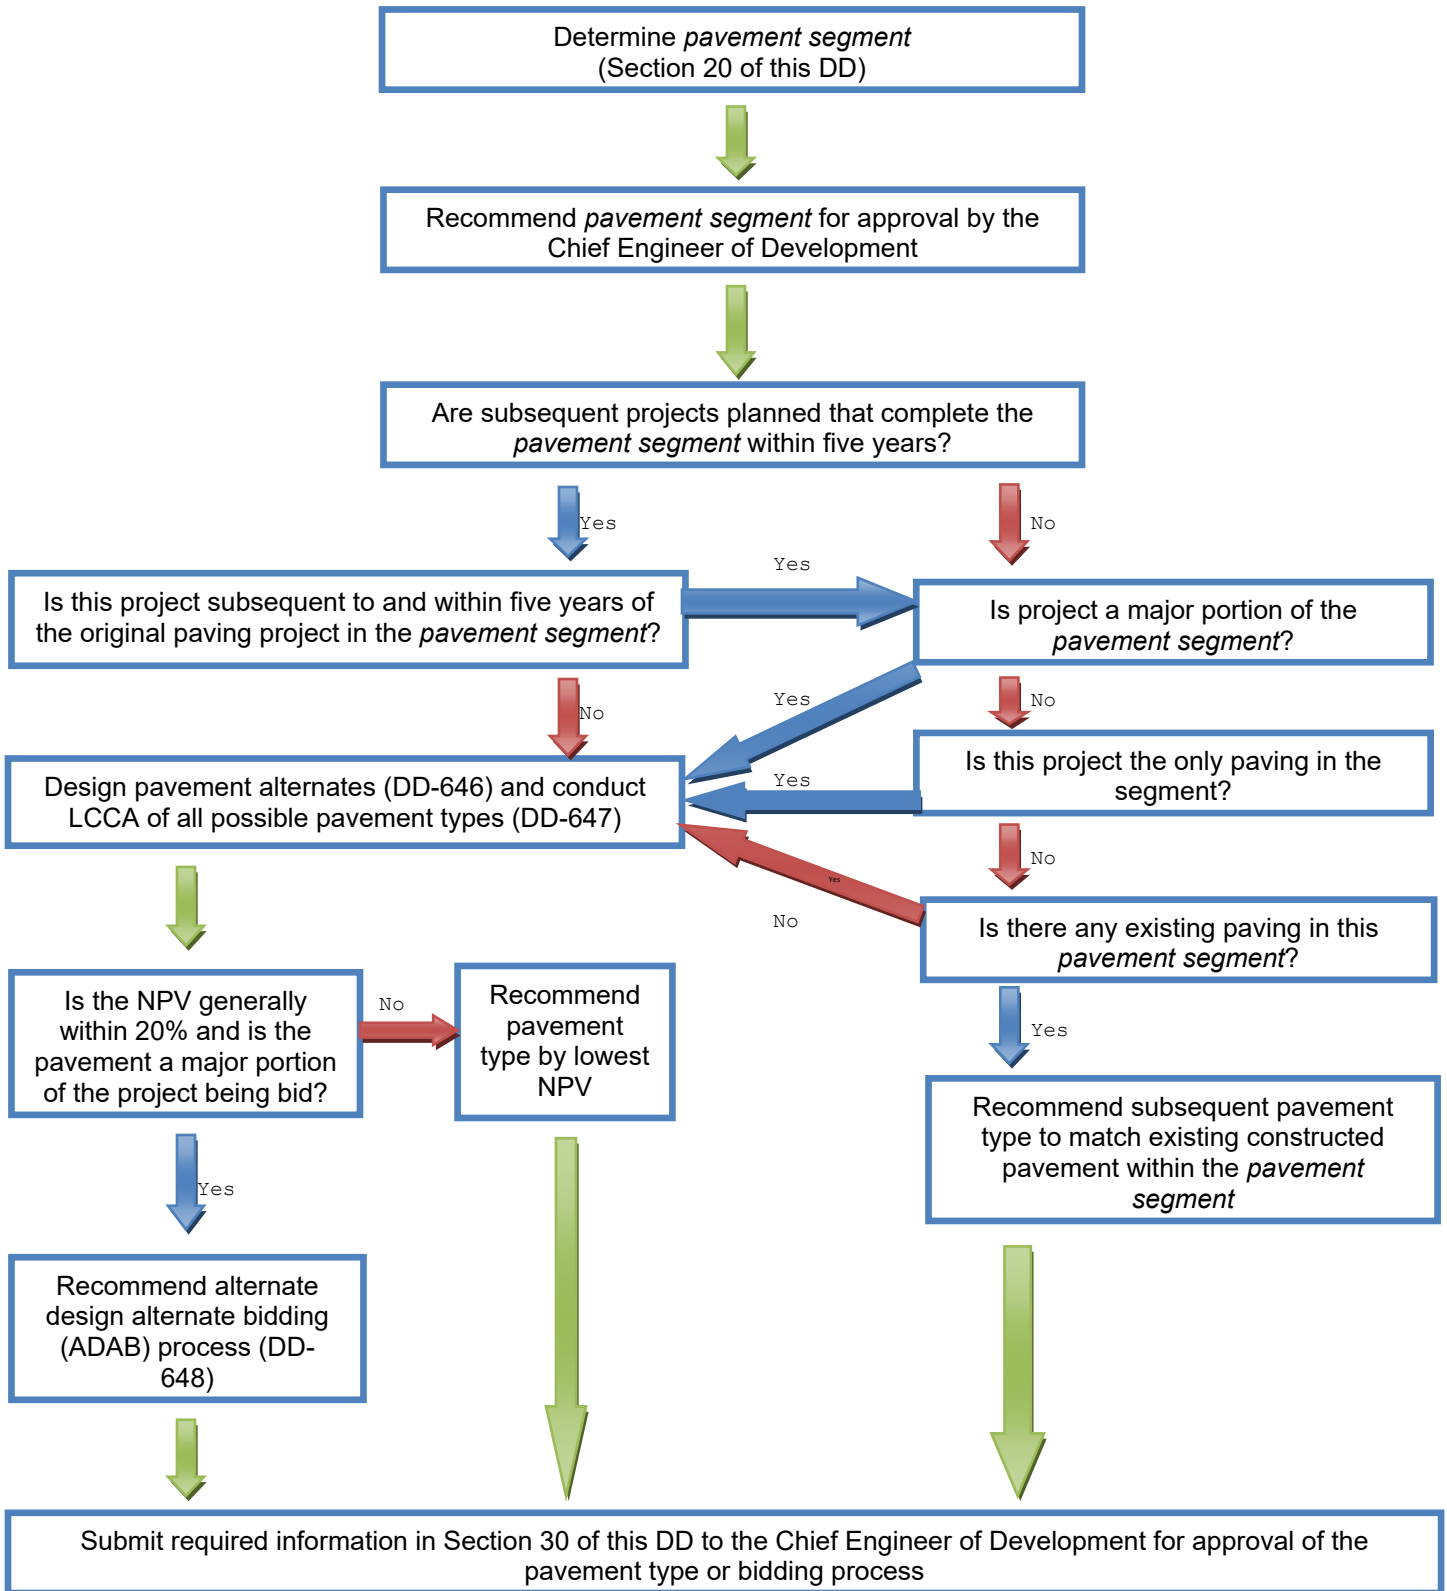 Determine pavement segment
(Section 20 of this DD)
Recommend pavement segment for approval by the
Chief Engineer of Development
Are subsequent projects planned that complete the
pavement segment within five years?
Yes
No
Is this project subsequent to and within five years of
the original paving project in the pavement segment?
Yes
Is project a major portion of the
pavement segment?
No
Yes
No
Design pavement alternates (DD-646) and conduct
LCCA of all possible pavement types (DD-647)
Yes
Is this project the only paving in the
segment?
No
Yes
No
Is there any existing paving in this
pavement segment?
Is the NPV generally
within 20% and is the
pavement a major portion
of the project being bid?
No
Recommend
pavement
type by lowest
NPV
Yes
Recommend subsequent pavement
type to match existing constructed
pavement within the pavement
segment
Yes
Recommend alternate
design alternate bidding
(ADAB) process (DD-
648)
Submit required information in Section 30 of this DD to the Chief Engineer of Development for approval of the
pavement type or bidding process